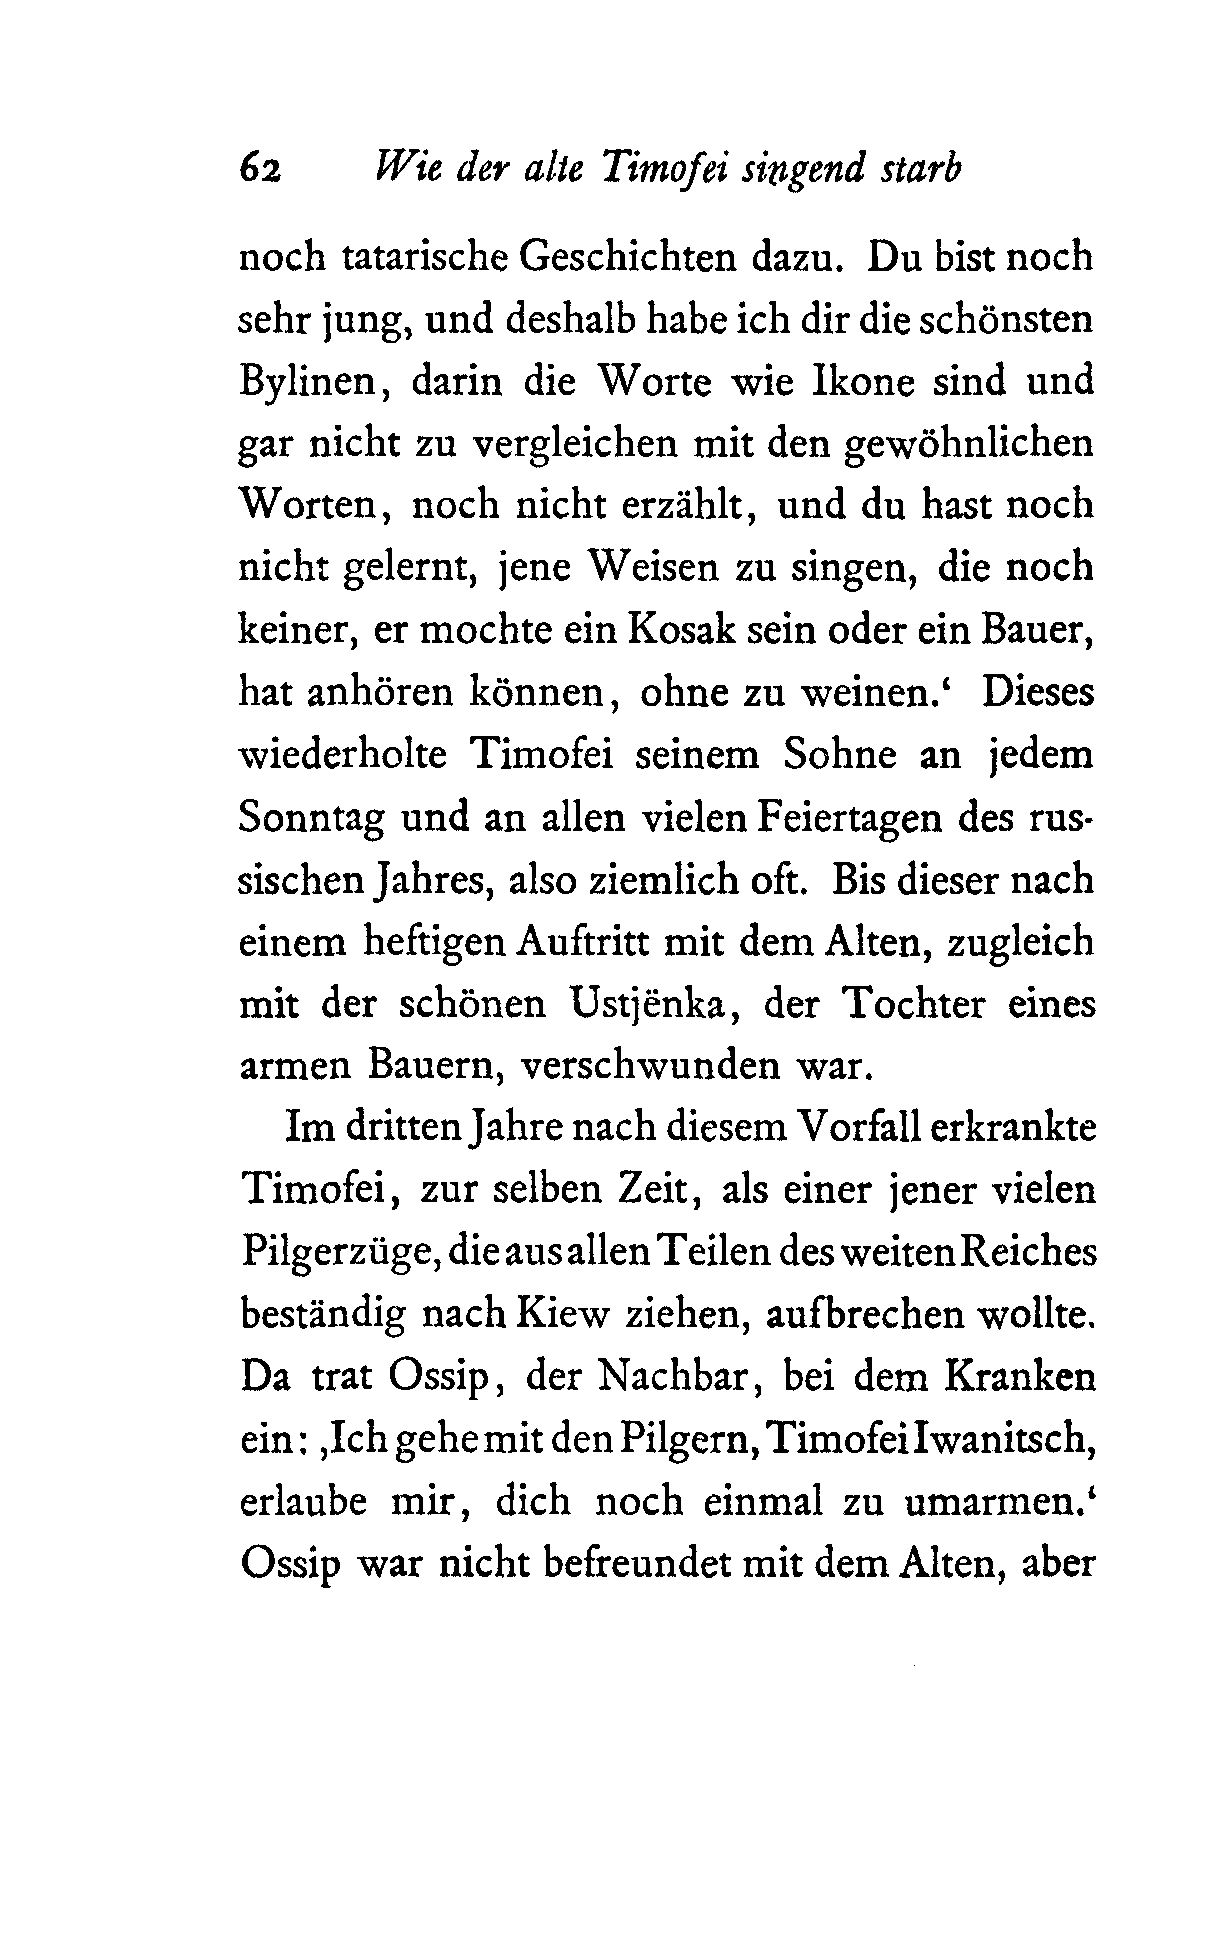 62 Wie der alte Timofei singend starb
noch tatarische Geschichten dazu. Du bist noch
sehr jung, und deshalb habe ich dir die schönsten
Bylinen, darin die Worte wie Ikone sind und
gar nicht zu vergleichen mit den gewöhnlichen
Worten, noch nicht erzählt, und du hast noch
nicht gelernt, jene Weisen zu singen, die noch
keiner, er mochte ein Kosak sein oder ein Bauer,
hat anhören können, ohne zu weinen.‘ Dieses
wiederholte Timofei seinem Sohne an jedem
Sonntag und an allen vielen Feiertagen des rus-
sischen Jahres, also ziemlich oft. Bis dieser nach
einem heftigen Auftritt mit dem Alten, zugleich
mit der schönen Ustjënka, der Tochter eines
armen Bauern, verschwunden war.
Im dritten Jahre nach diesem Vorfall erkrankte
Timofei, zur selben Zeit, als einer jener vielen
Pilgerzüge, die aus allen Teilen des weiten Reiches
beständig nach Kiew ziehen, aufbrechen wollte.
Da trat Ossip, der Nachbar, bei dem Kranken
ein: ‚Ich gehe mit den Pilgern, Timofei Iwanitsch,
erlaube mir, dich noch einmal zu umarmen.‘
Ossip war nicht befreundet mit dem Alten, aber